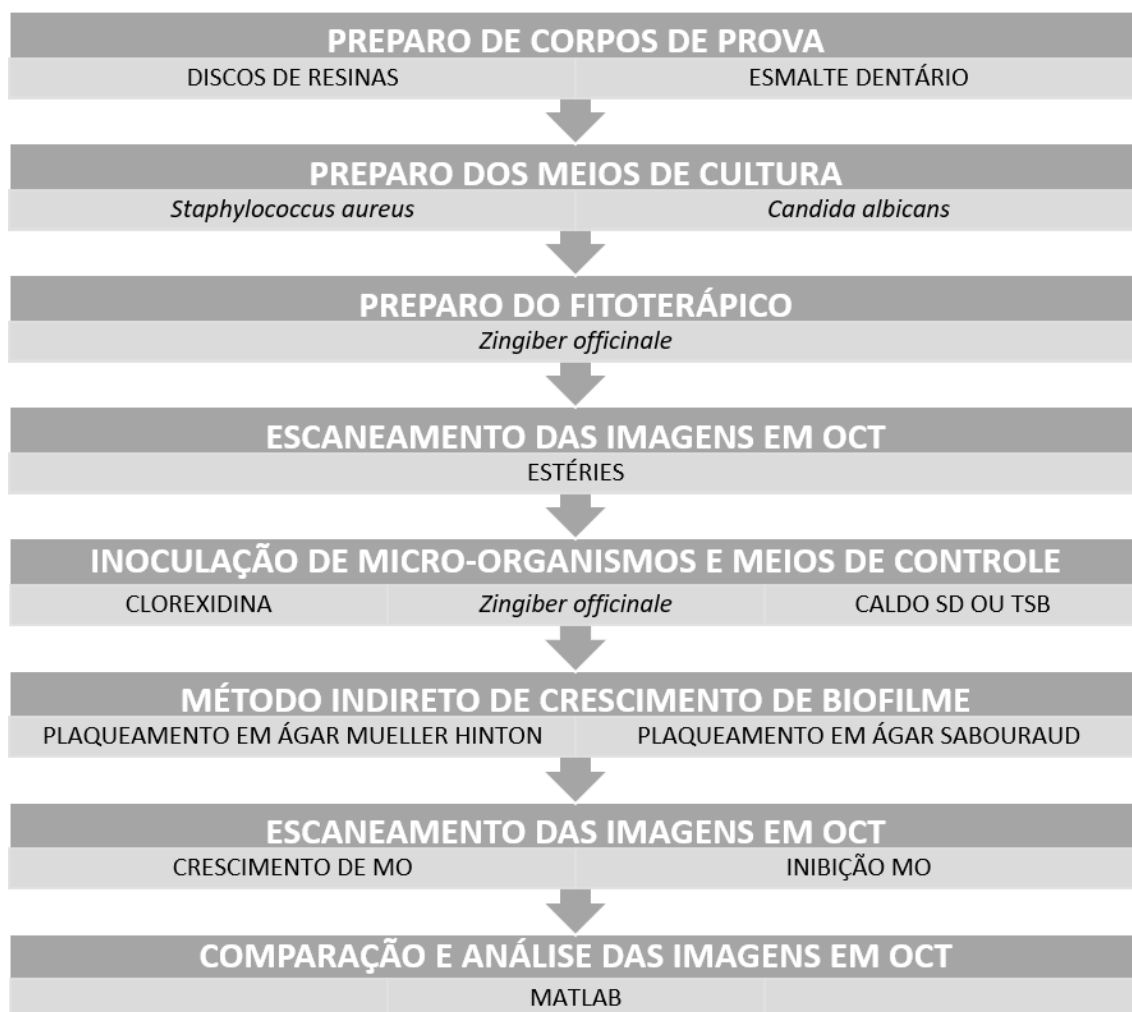 PREPARO DE CORPOS DE PROVA
DISCOS DE RESINAS ESMALTE DENTÁRIO
PREPARO DOS MEIOS DE CULTURA
Staphylococcus aureus Candida albicans
PREPARO DO FITOTERÁPICO
Zingiber officinale
ESCANEAMENTO DAS IMAGENS EM OCT
ESTÉRIES
INOCULAÇÃO DE MICRO-ORGANISMOS E MEIOS DE CONTROLE
CLOREXIDINA Zingiber officinale CALDO SD OU TSB
MÉTODO INDIRETO DE CRESCIMENTO DE BIOFILME
PLAQUEAMENTO EM ÁGAR MUELLER HINTON PLAQUEAMENTO EM ÁGAR SABOURAUD
ESCANEAMENTO DAS IMAGENS EM OCT
CRESCIMENTO DE MO INIBIÇÃO MO
COMPARAÇÃO E ANÁLISE DAS IMAGENS EM OCT
MATLAB